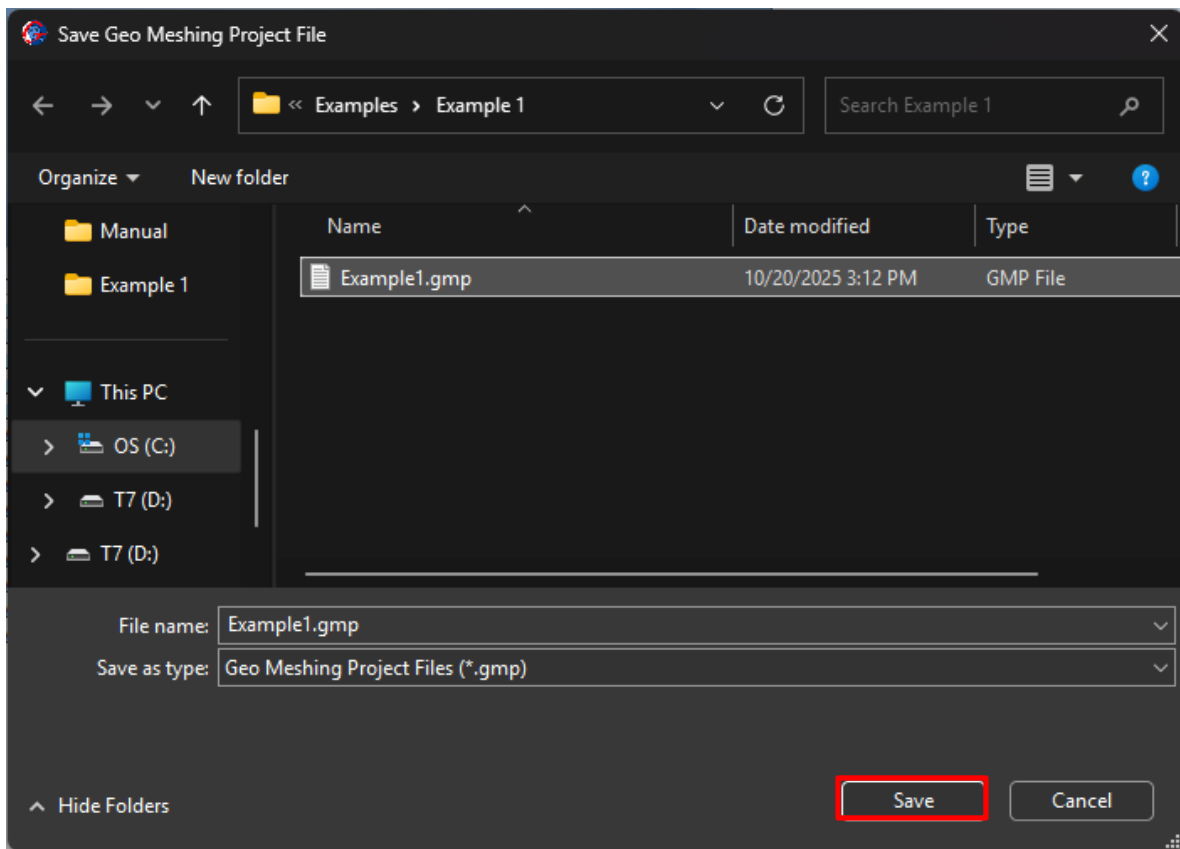 Save Geo Meshing Project File
« Examples > Example 1
Search Example 1
Organize
New folder
Name
Date modified
Type
Manual
Example 1
Example1.gmp
10/20/2025 3:12 PM
GMP File
This PC
OS (C:)
T7 (D:)
T7 (D:)
File name: Example1.gmp
Save as type: Geo Meshing Project Files (*.gmp)
Hide Folders
Save
Cancel